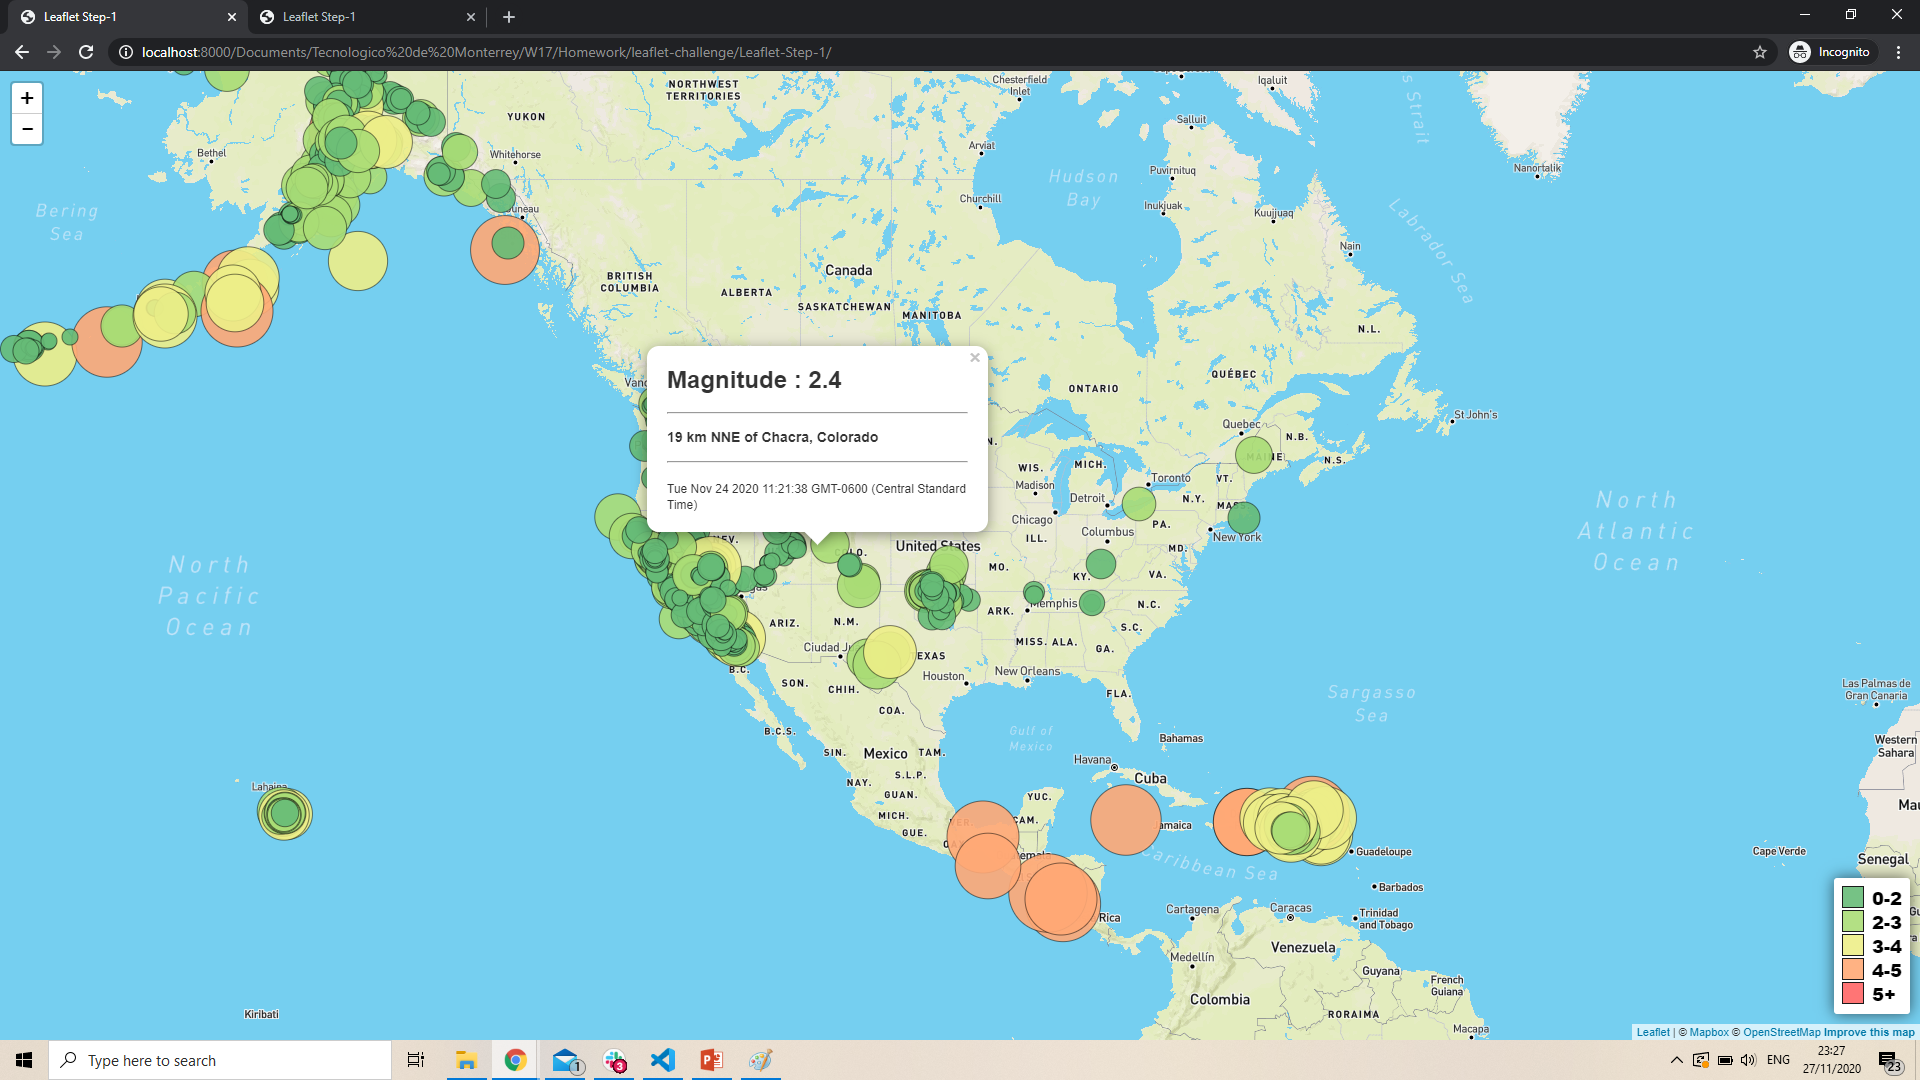 Leaflet Step-1
Leaflet Step-1
localhost:8000/Documents/Tecnologico%20de%20Monterrey/W17/Homework/leaflet-challenge/Leaflet-Step-1/
Incognito
+
-
NORTHWEST
TERRITORIES
Chesterfield
Inlet
Iqaluit
Strait
YUKON
Salluit
Bethel
Whitehorse
Arviat
Nanortalik
Puvirnituq
Hudson
Bay
Churchill
Inukjuak
Kuujjuaq
Labrador Sea
Bering
Sea
Nain
Canada
BRITISH
COLUMBIA
ALBERTA
SASKATCHEWAN
MANITOBA
N.L.
QUÉBEC
ONTARIO
×
Magnitude : 2.4
19 km NNE of Chacra, Colorado
Tue Nov 24 2020 11:21:38 GMT-0600 (Central Standard
Time)
St John's
Quebec
N.B.
MAINE
N.S.
WIS.
MICH.
Toronto
VT.
Madison
Detroit
N.Y.
Chicago
Columbus
PA.
New York
ILL.
United States
MD.
MO.
KY.
VA.
North
Atlantic
Ocean
North
Pacific
Ocean
ARK.
Memphis
N.C.
ARIZ.
N.M.
S.C.
MISS.
ALA.
GA.
B.C.
Houston
New Orleans
SON.
CHIH.
FLA.
COA.
Sargasso
Sea
Las Palmas de
Gran Canaria
B.C.S.
Gulf of
Mexico
Bahamas
Western
Sahara
SIN.
Mexico
TAM.
Havana
Cuba
S.L.P.
NAY.
GUAN.
YUC.
Lahaina
MICH.
GUE.
CAM.
Caribbean Sea
Guadeloupe
Cape Verde
Senegal
Barbados
Cartagena
Caracas
Trinidad
and Tobago
Rica
Medellín
Venezuela
Guyana
French
Guiana
Colombia
RORAIMA
Macapa
Kiribati
0-2
2-3
3-4
4-5
5+
Leaflet | © Mapbox © OpenStreetMap Improve this map
Type here to search
1
3
ENG
23:27
27/11/2020
23